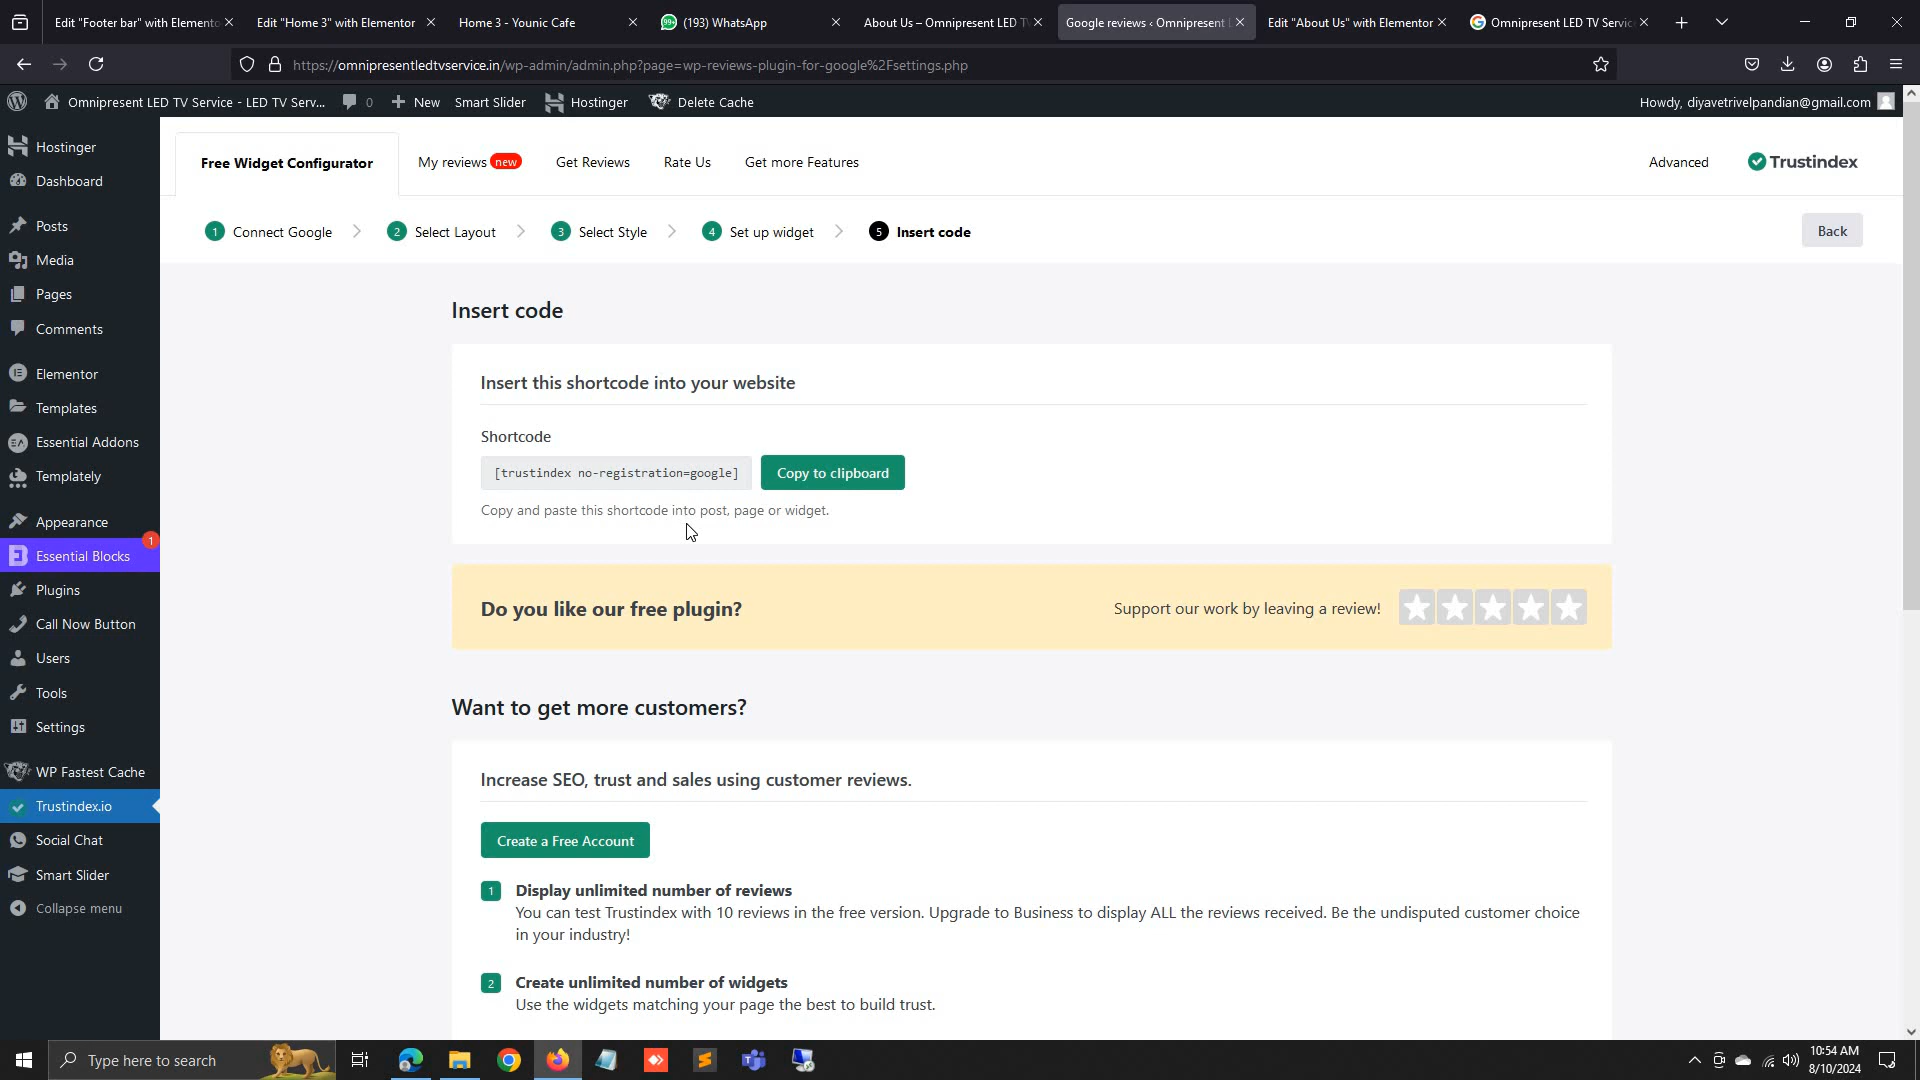 Edit "Footer bar" with Elemento
Edit "Home 3" with Elementor
Home 3 - Younic Cafe
99+
(193) WhatsApp
About Us – Omnipresent LED T
Google reviews ‹ Omnipresent
Edit "About Us" with Elementor
Omnipresent LED TV Servic
https://omnipresentledtvservice.in/wp-admin/admin.php?page=wp-reviews-plugin-for-google%2Fsettings.php
Omnipresent LED TV Service - LED TV Serv...
0
New
Smart Slider
Hostinger
Delete Cache
Howdy, diyavetrivelpandian@gmail.com
Hostinger
Dashboard
Posts
Media
Pages
Comments
Elementor
Templates
Essential Addons
Templately
Appearance
Essential Blocks
1
Plugins
Call Now Button
Users
Tools
Settings
WP Fastest Cache
Trustindex.io
Social Chat
Smart Slider
Collapse menu
Free Widget Configurator
My reviews new
Get Reviews
Rate Us
Get more Features
Advanced
Trustindex
1 Connect Google
2 Select Layout
3 Select Style
4 Set up widget
5 Insert code
Back
Insert code
Insert this shortcode into your website
Shortcode
[trustindex no-registration=google]
Copy to clipboard
Copy and paste this shortcode into post, page or widget.
Do you like our free plugin?
Support our work by leaving a review!
Want to get more customers?
Increase SEO, trust and sales using customer reviews.
Create a Free Account
1 Display unlimited number of reviews
You can test Trustindex with 10 reviews in the free version. Upgrade to Business to display ALL the reviews received. Be the undisputed customer choice
in your industry!
2 Create unlimited number of widgets
Use the widgets matching your page the best to build trust.
Type here to search
10:54 AM
8/10/2024